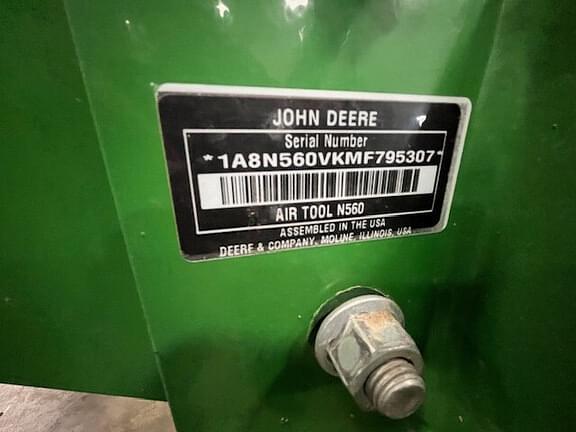 JOHN DEERE
Serial Number
*1A8N560VKMF795307*
AIR TOOL N560
ASSEMBLED IN THE USA
DEERE & COMPANY, MOLINE, ILLINOIS, USA